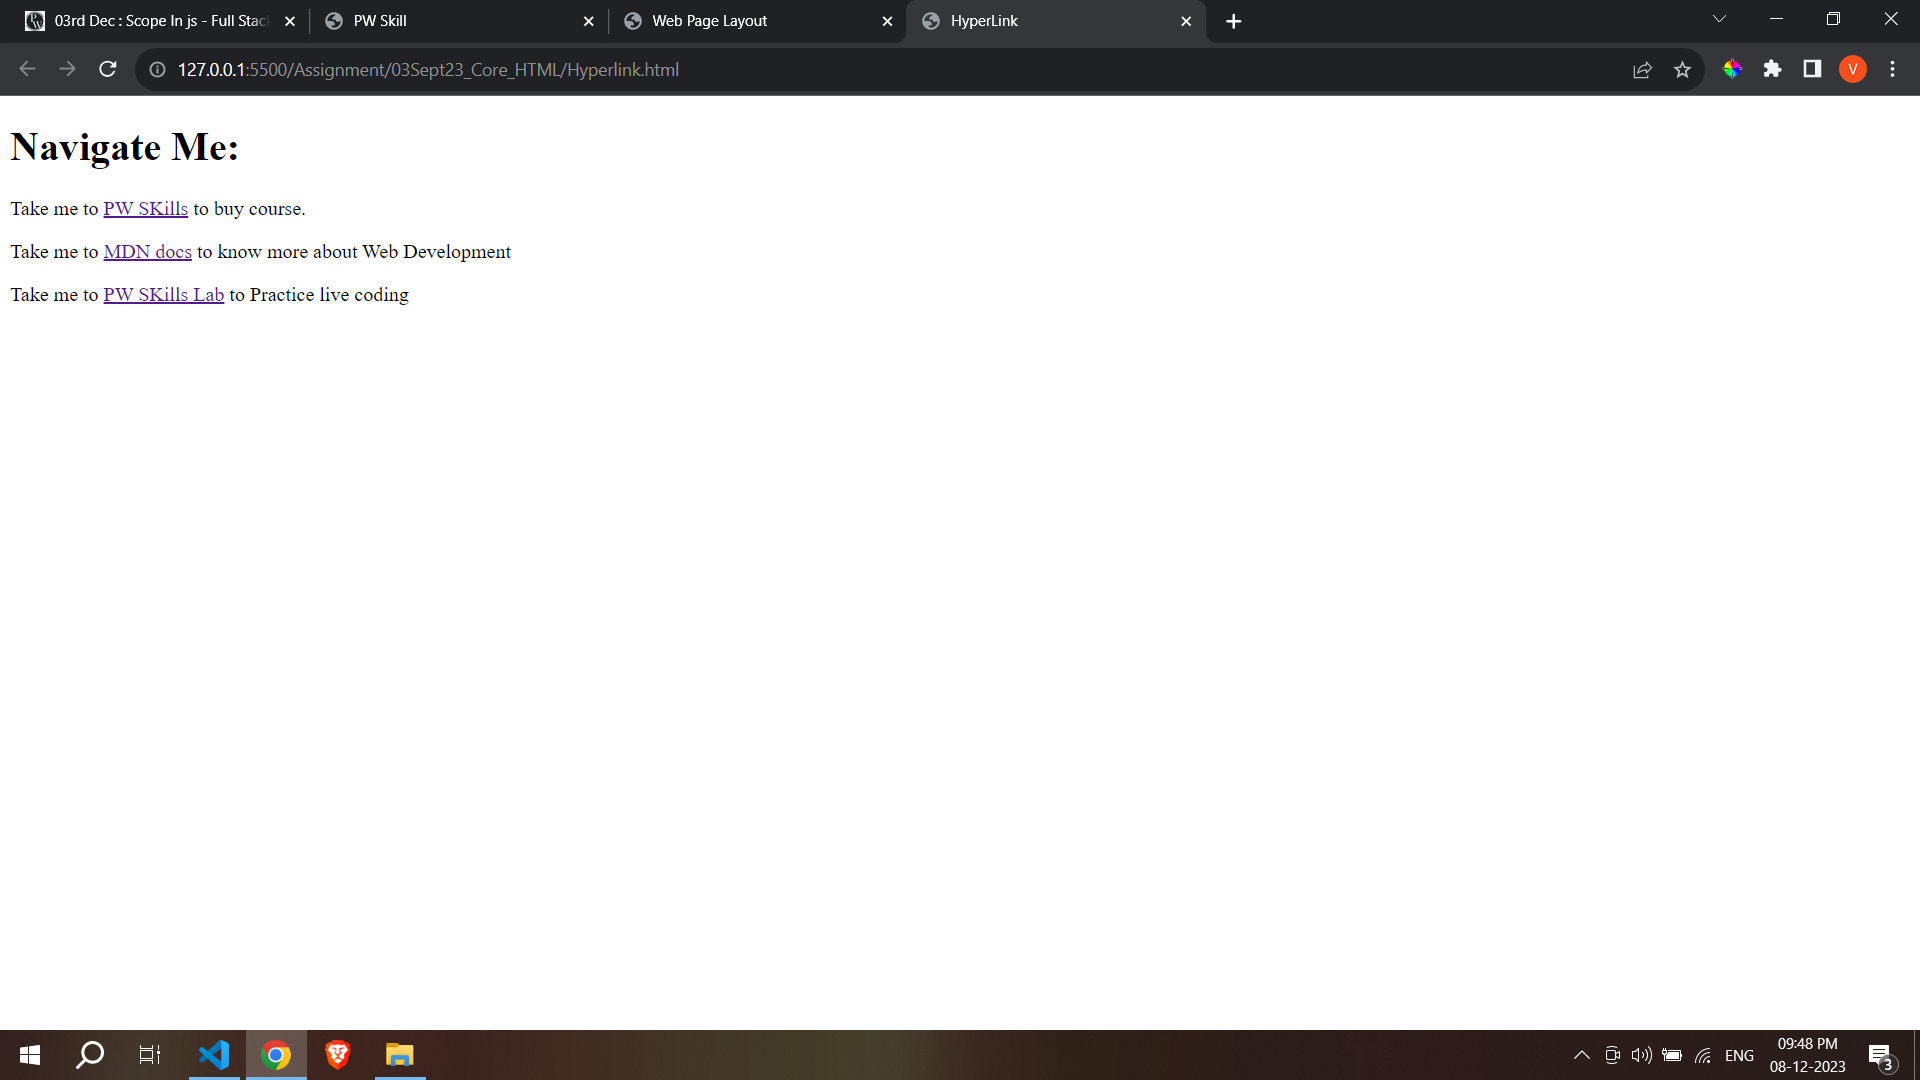 03rd Dec : Scope In js - Full Stac
PW Skill
Web Page Layout
HyperLink
127.0.0.1:5500/Assignment/03Sept23_Core_HTML/Hyperlink.html
V
Navigate Me:
Take me to PW SKills to buy course.
Take me to MDN docs to know more about Web Development
Take me to PW SKills Lab to Practice live coding
ENG
09:48 PM
08-12-2023
3